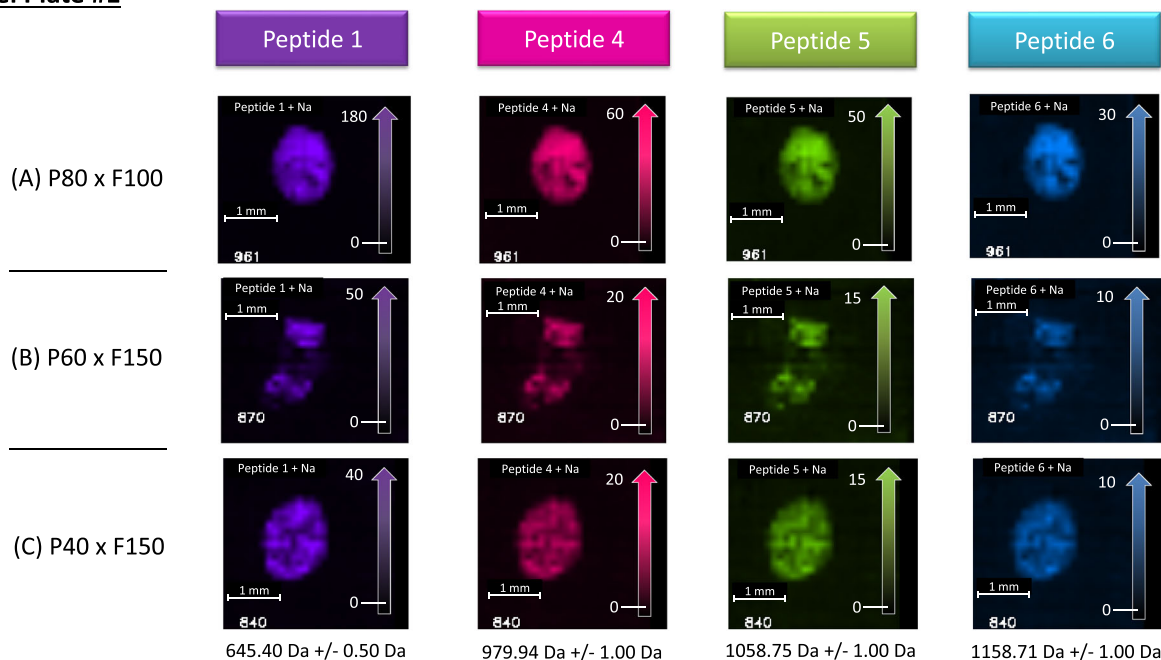 Peptide 1 Peptide 4 Peptide 5 Peptide 6
(A) P80 x F100
Peptide 1 + Na 180 1 mm 0
Peptide 4 + Na 60 1 mm 0
Peptide 5 + Na 50 1 mm 0
Peptide 6 + Na 30 1 mm 0
(B) P60 x F150
Peptide 1 + Na 50 1 mm 0 870
Peptide 4 + Na 20 1 mm 0 870
Peptide 5 + Na 15 1 mm 0 870
Peptide 6 + Na 10 1 mm 0 870
(C) P40 x F150
Peptide 1 + Na 40 1 mm 0 840
Peptide 4 + Na 20 1 mm 0 840
Peptide 5 + Na 15 1 mm 0 840
Peptide 6 + Na 10 1 mm 0 840
645.40 Da +/- 0.50 Da 979.94 Da +/- 1.00 Da 1058.75 Da +/- 1.00 Da 1158.71 Da +/- 1.00 Da